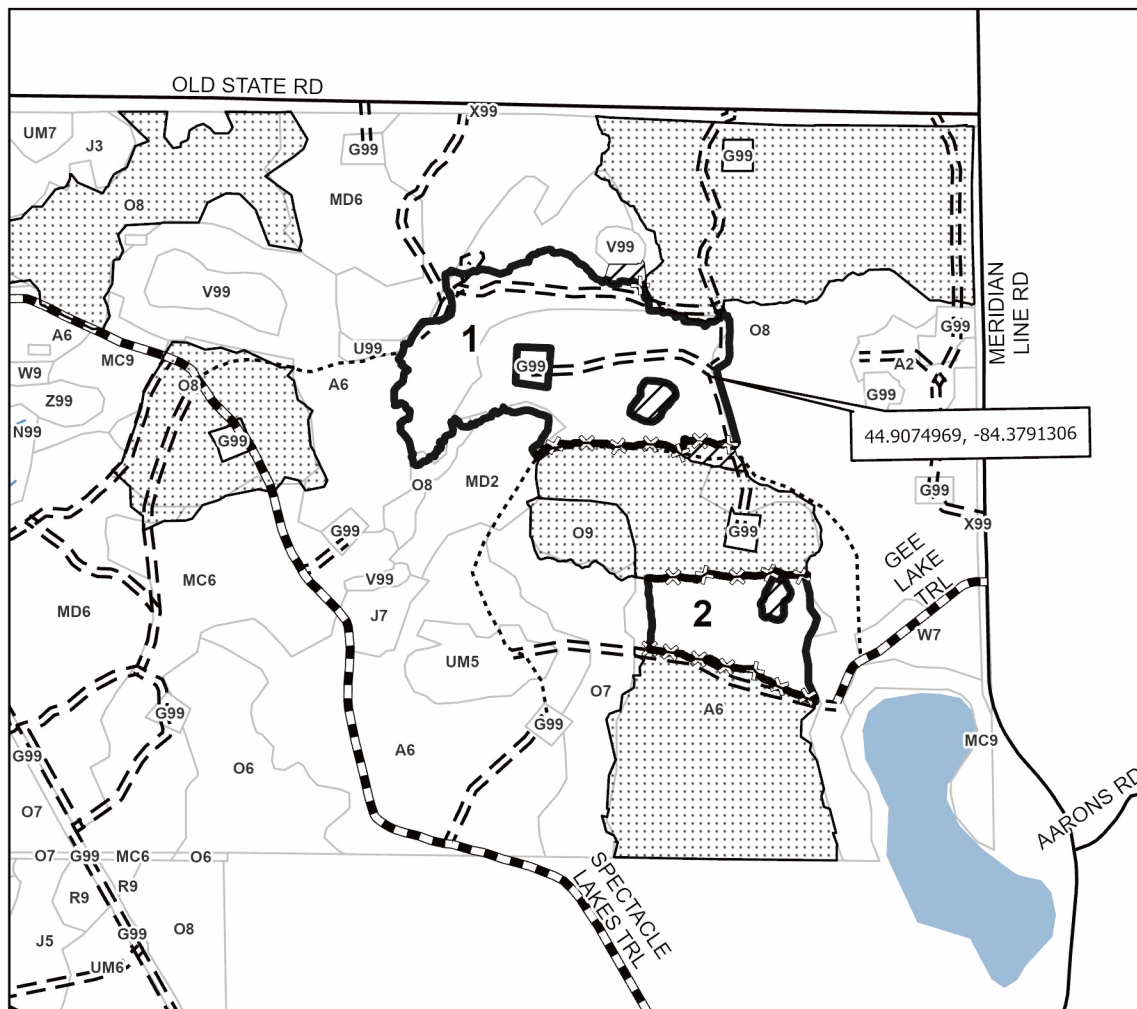 OLD STATE RD
X99
UM7
J3
G99
G99
MD6
O8
V99
V99
MERIDIAN
LINE RD
1
O8
G99
A6
MC9
U99
A6
O8
G99
A2
W9
G99
Z99
44.9074969, -84.3791306
N99
G99
O8
MD2
G99
X99
G99
O9
G99
GEE
LAKE
TRL
MC6
V99
MD6
J7
2
W7
UM5
O7
A6
G99
G99
MC9
G99
A6
O6
O7
AARONS RD
O7
G99
MC6
O6
SPECTACLE
LAKES TRL
R9
R9
G99
O8
J5
UM6